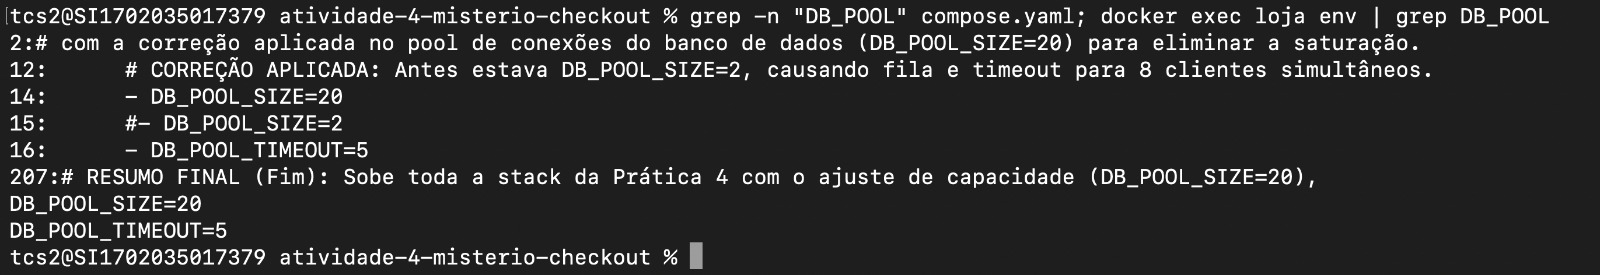 [tcs2@SI1702035017379 atividade-4-misterio-checkout % grep -n "DB_POOL" compose.yaml; docker exec loja env | grep DB_POOL
2:# com a correção aplicada no pool de conexões do banco de dados (DB_POOL_SIZE=20) para eliminar a saturação.
12:      # CORREÇÃO APLICADA: Antes estava DB_POOL_SIZE=2, causando fila e timeout para 8 clientes simultâneos.
14:      - DB_POOL_SIZE=20
15:      #- DB_POOL_SIZE=2
16:      - DB_POOL_TIMEOUT=5
207:# RESUMO FINAL (Fim): Sobe toda a stack da Prática 4 com o ajuste de capacidade (DB_POOL_SIZE=20),
DB_POOL_SIZE=20
DB_POOL_TIMEOUT=5
tcs2@SI1702035017379 atividade-4-misterio-checkout %